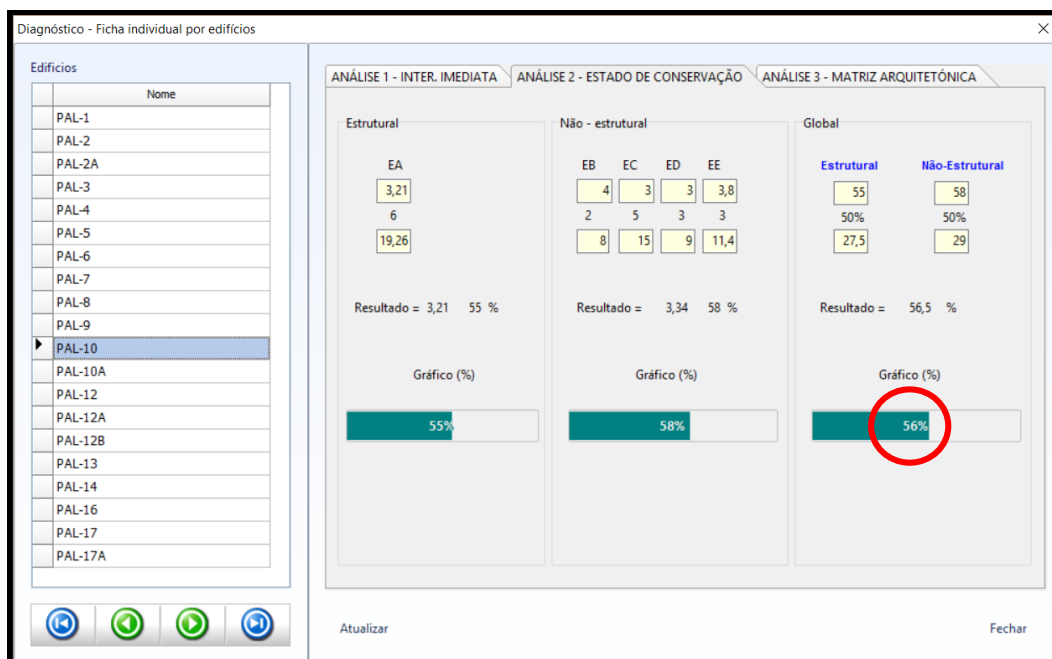 Diagnóstico - Ficha individual por edifícios
Edificios
Nome
PAL-1
PAL-2
PAL-2A
PAL-3
PAL-4
PAL-5
PAL-6
PAL-7
PAL-8
PAL-9
PAL-10
PAL-10A
PAL-12
PAL-12A
PAL-12B
PAL-13
PAL-14
PAL-16
PAL-17
PAL-17A
ANÁLISE 1 - INTER. IMEDIATA ANÁLISE 2 - ESTADO DE CONSERVAÇÃO ANÁLISE 3 - MATRIZ ARQUITETÓNICA
Estrutural
EA
3,21
6
19,26
Resultado = 3,21 55 %
Gráfico (%)
55%
Não - estrutural
EB EC ED EE
4 3 3 3,8
2 5 3 3
8 15 9 11,4
Resultado = 3,34 58 %
Gráfico (%)
58%
Global
Estrutural Não-Estrutural
55 58
50% 50%
27,5 29
Resultado = 56,5 %
Gráfico (%)
56%
Atualizar
Fechar